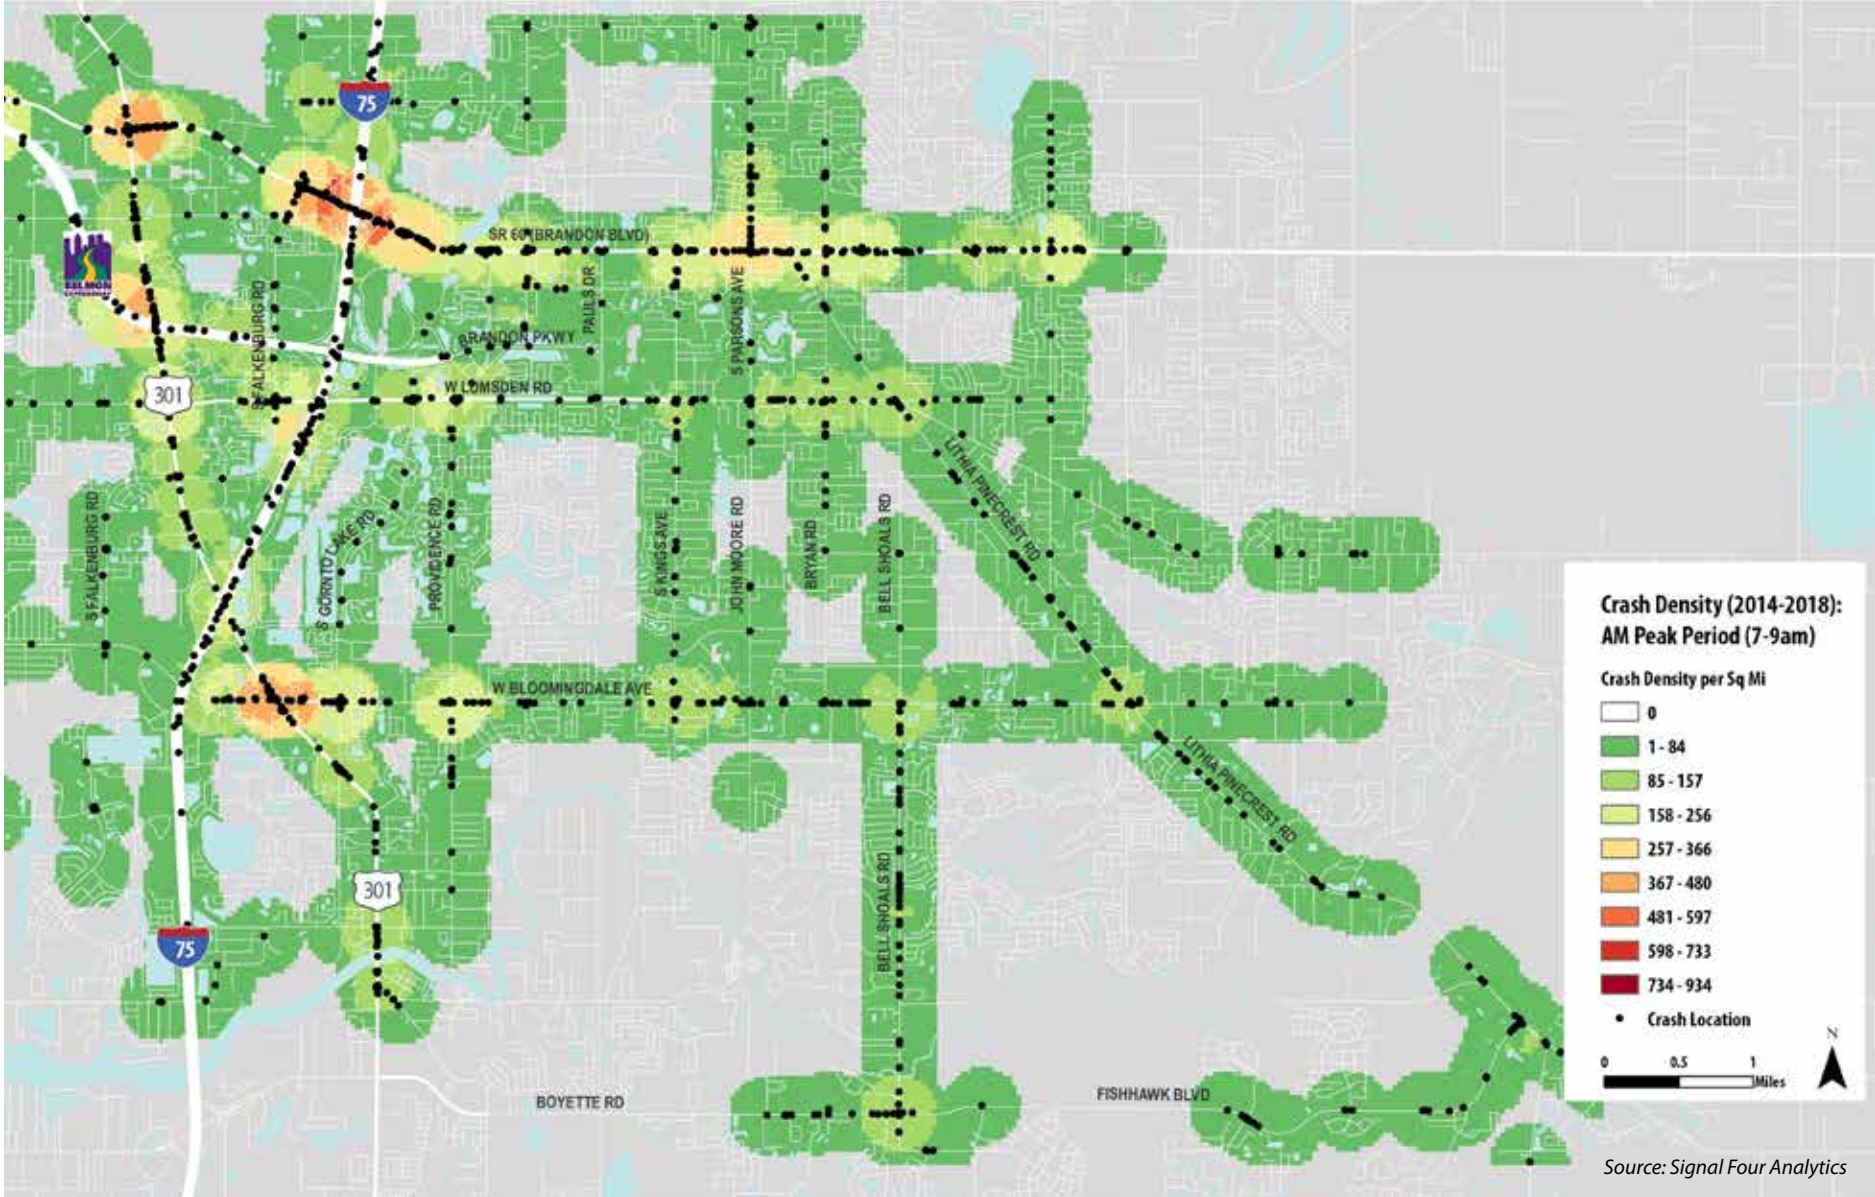 75
SR 60 (BRANDON BLVD)
SELMON
S FALKENBURG RD
PAULS DR
S PARSONS AVE
BRANDON PKWY
W LUMSDEN RD
301
LITHIA PINECREST RD
S FALKENBURG RD
S GORNTO LAKE RD
PROVIDENCE RD
S KINGS AVE
JOHN MOORE RD
BRYAN RD
BELL SHOALS RD
W BLOOMINGDALE AVE
LITHIA PINECREST RD
301
BELL SHOALS RD
75
BOYETTE RD
FISHHAWK BLVD
Crash Density (2014-2018):
AM Peak Period (7-9am)
Crash Density per Sq Mi
0
1 - 84
85 - 157
158 - 256
257 - 366
367 - 480
481 - 597
598 - 733
734 - 934
Crash Location
N
0 0.5 1
Miles
Source: Signal Four Analytics